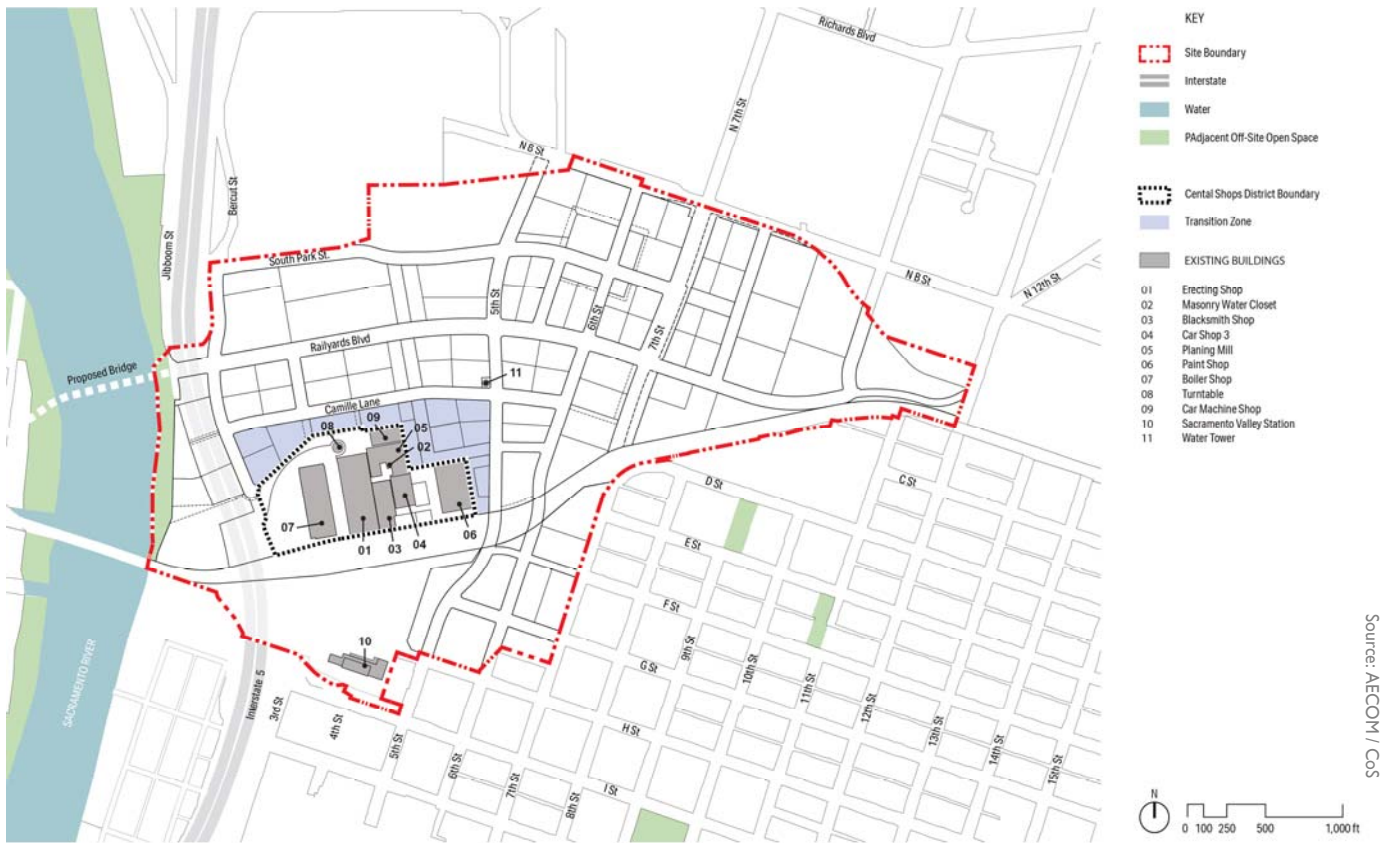 Richards Blvd
N 7th St
N B St
Bercut St
Jibboom St
South Park St.
N B St
N 12th St
5th St
6th St
7th St
Railyards Blvd
Proposed Bridge
11
Camille Lane
09
08
05
02
D St
C St
07
06
01
03
04
E St
F St
10
SACRAMENTO RIVER
Interstate 5
G St
9th St
10th St
11th St
12th St
13th St
14th St
15th St
3rd St
4th St
5th St
6th St
7th St
8th St
H St
I St
KEY
Site Boundary
Interstate
Water
PAdjacent Off-Site Open Space
Cental Shops District Boundary
Transition Zone
EXISTING BUILDINGS
01 Erecting Shop
02 Masonry Water Closet
03 Blacksmith Shop
04 Car Shop 3
05 Planing Mill
06 Paint Shop
07 Boiler Shop
08 Turntable
09 Car Machine Shop
10 Sacramento Valley Station
11 Water Tower
Source: AECOM / CoS
N
0 100 250 500 1,000 ft